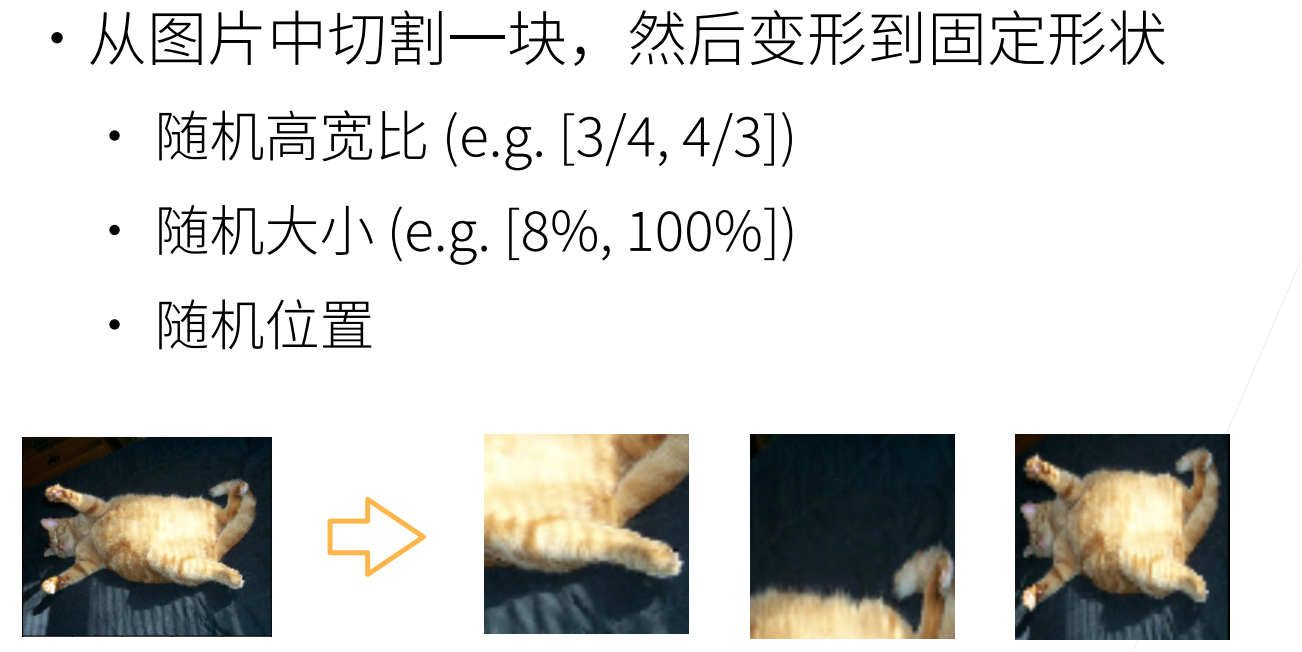 • 从图片中切割一块，然后变形到固定形状
• 随机高宽比 (e.g. [3/4, 4/3])
• 随机大小 (e.g. [8%, 100%])
• 随机位置